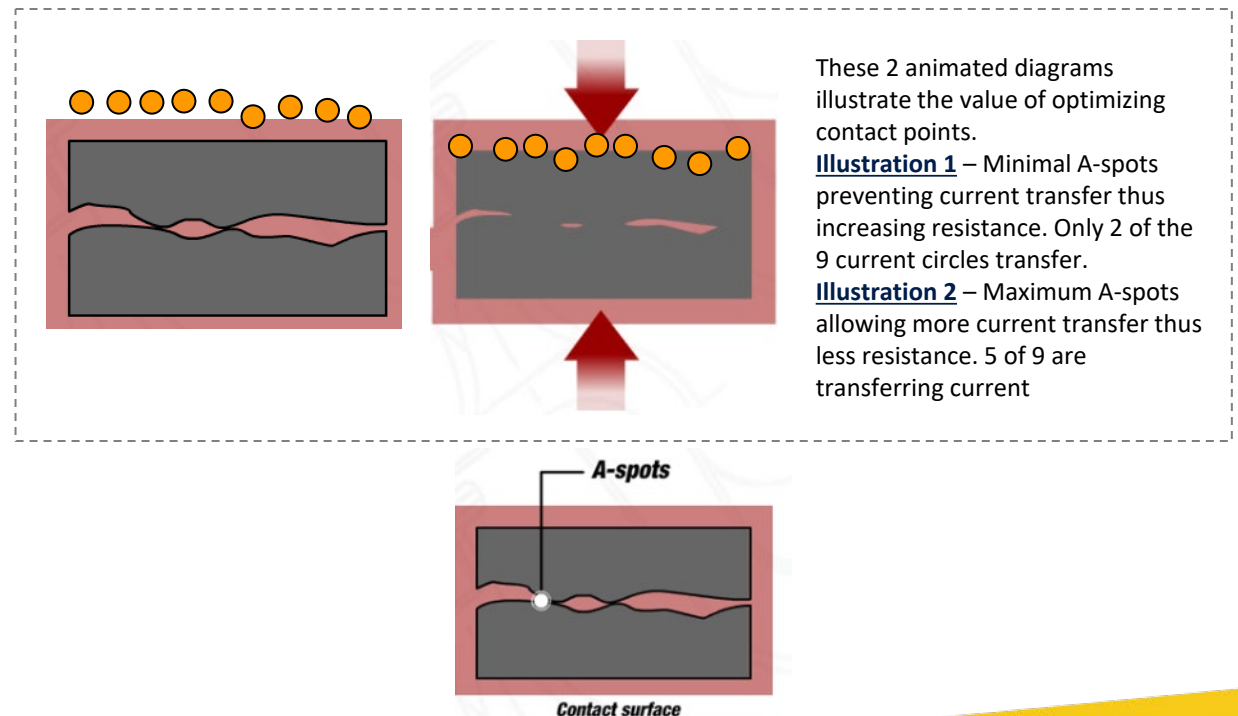 These 2 animated diagrams
illustrate the value of optimizing
contact points.
Illustration 1 – Minimal A-spots
preventing current transfer thus
increasing resistance. Only 2 of the
9 current circles transfer.
Illustration 2 – Maximum A-spots
allowing more current transfer thus
less resistance. 5 of 9 are
transferring current
A-spots
Contact surface